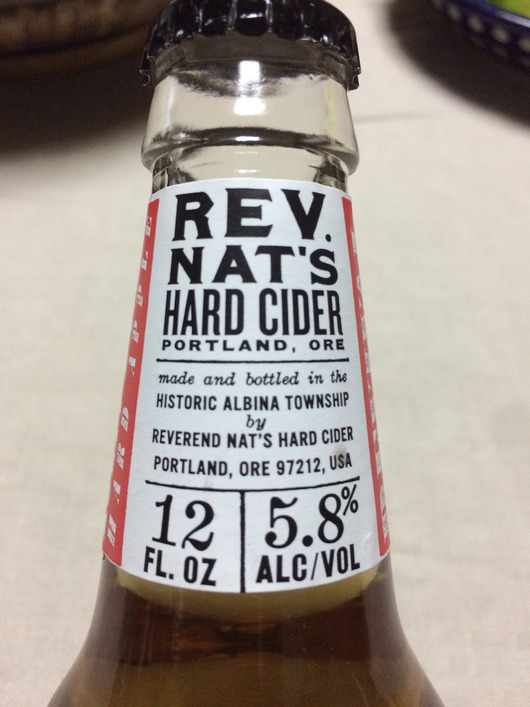 REV.
NAT'S
HARD CIDER
PORTLAND, ORE
made and bottled in the
HISTORIC ALBINA TOWNSHIP
by
REVEREND NAT'S HARD CIDER
PORTLAND, ORE 97212, USA
12
FL. OZ
5.8%
ALC/VOL